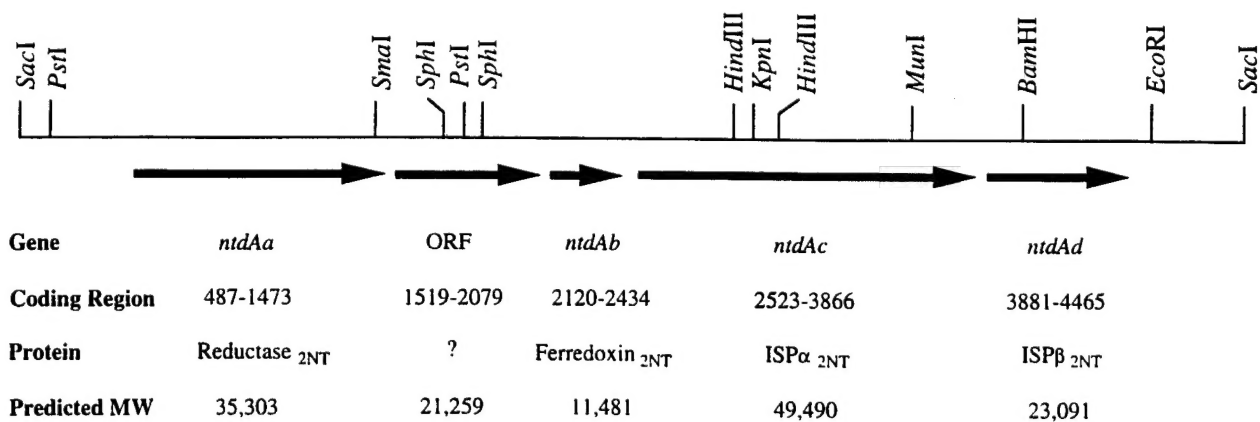 SacI PstI SmaI SphI PstI SphI HindIII KpnI HindIII MunI BamHI EcoRI SacI
Gene ntdAa ORF ntdAb ntdAc ntdAd
Coding Region 487-1473 1519-2079 2120-2434 2523-3866 3881-4465
Protein Reductase 2NT ? Ferredoxin 2NT ISPα 2NT ISPβ 2NT
Predicted MW 35,303 21,259 11,481 49,490 23,091